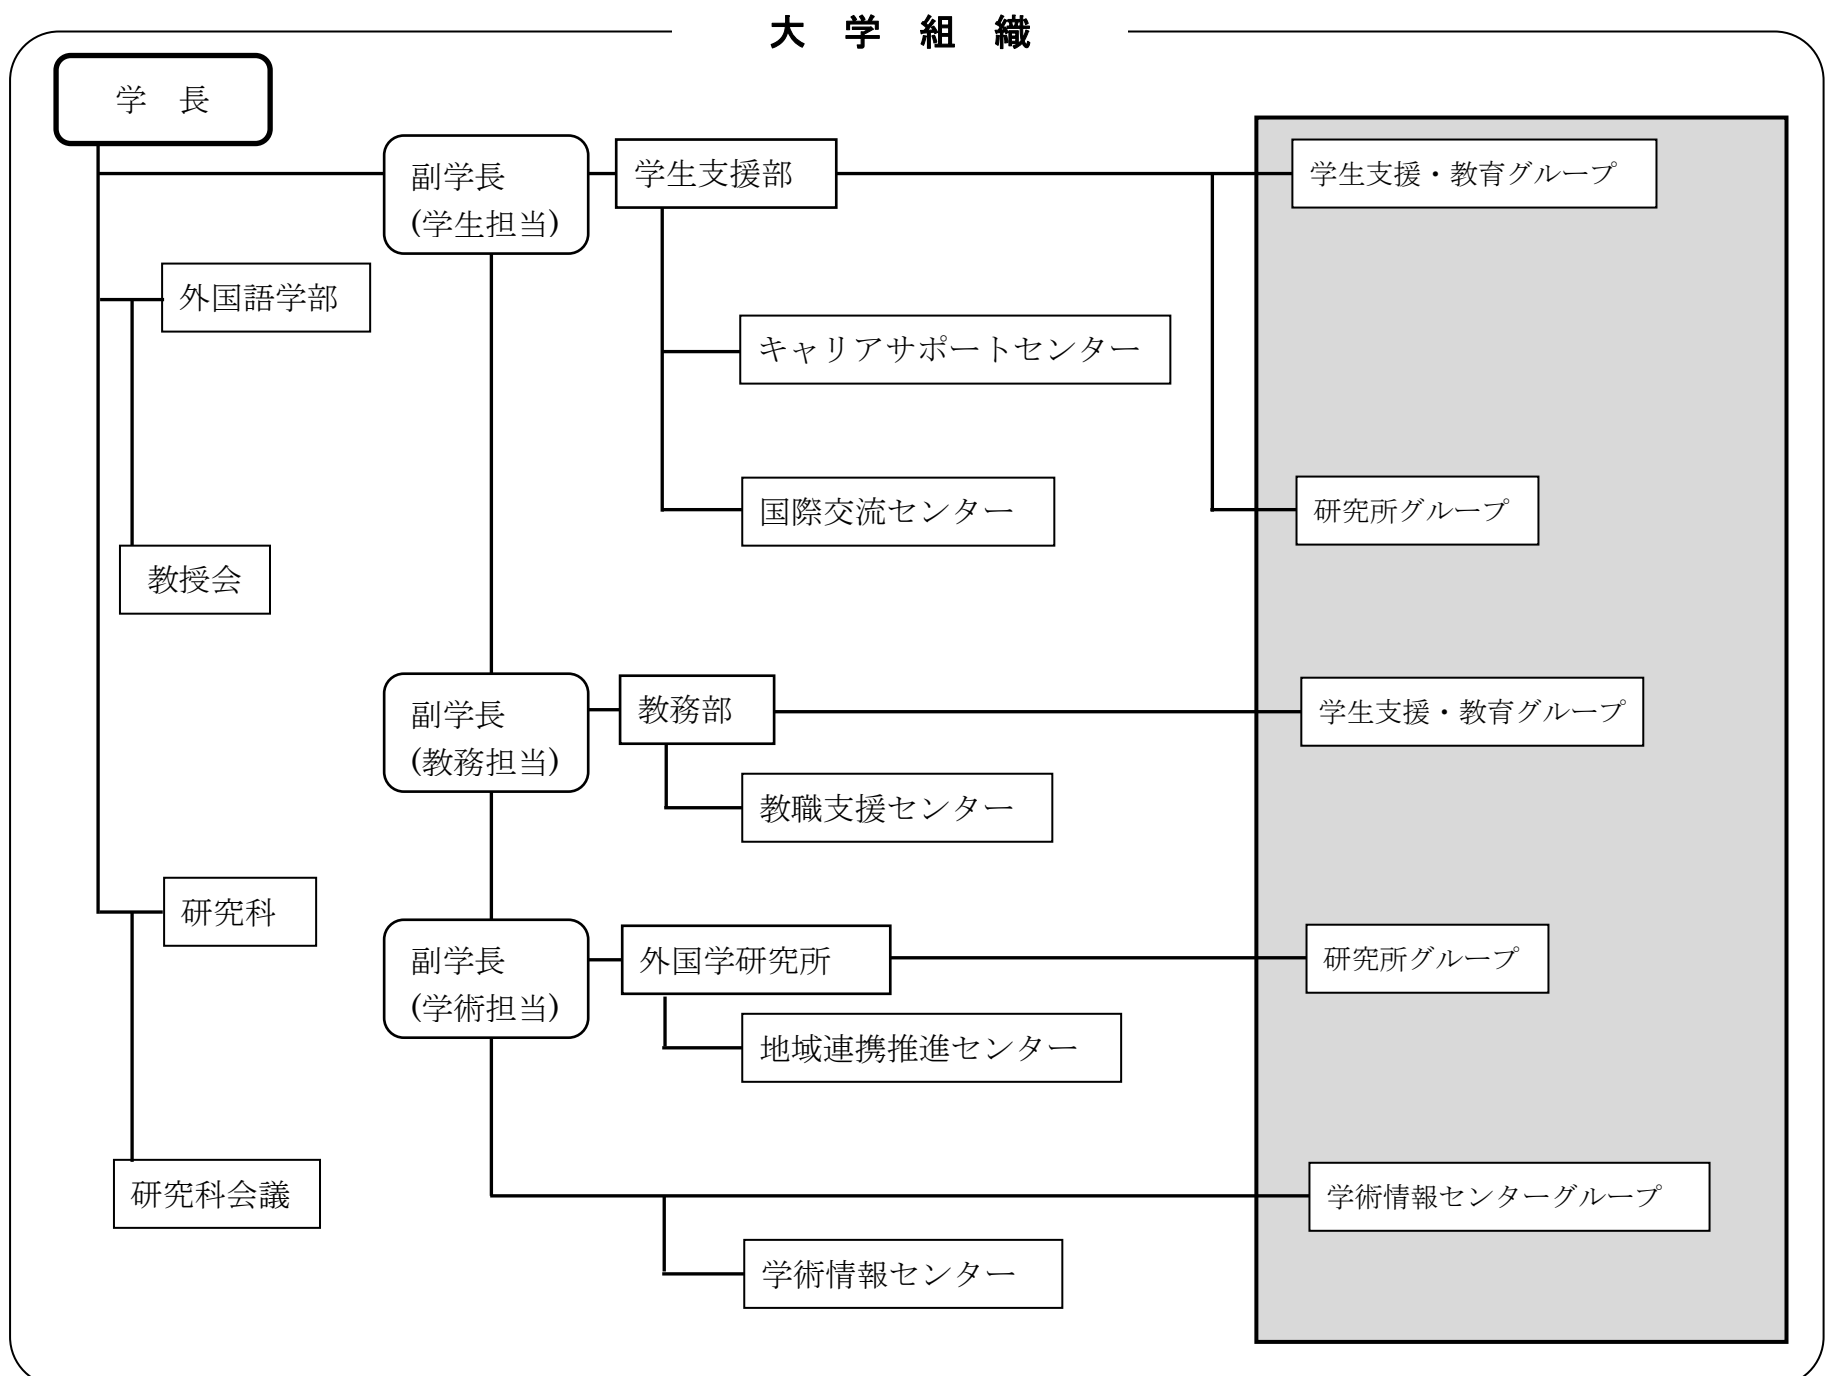 大 学 組 織
学 長
副学長
(学生担当)
学生支援部
学生支援・教育グループ
外国語学部
キャリアサポートセンター
国際交流センター
研究所グループ
教授会
副学長
(教務担当)
教務部
学生支援・教育グループ
教職支援センター
研究科
副学長
(学術担当)
外国学研究所
研究所グループ
地域連携推進センター
研究科会議
学術情報センターグループ
学術情報センター